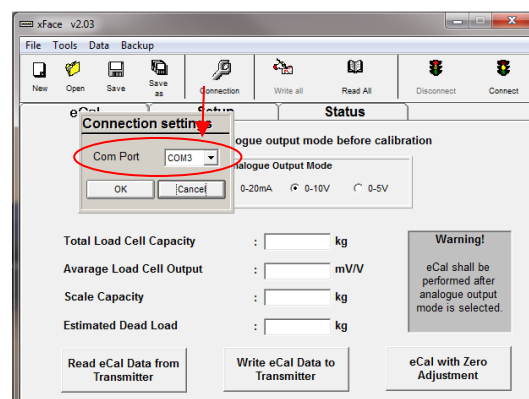 xFace v2.03
File Tools Data Backup
New Open Save Save as Connection Write all Read All Disconnect Connect
eCal Setup Status
Connection settings
Com Port COM3
OK Cancel
ogue output mode before calibration
nalogue Output Mode
0-20mA 0-10V 0-5V
Total Load Cell Capacity : kg
Avarage Load Cell Output : mV/V
Scale Capacity : kg
Estimated Dead Load : kg
Warning!
eCal shall be
performed after
analogue output
mode is selected.
Read eCal Data from
Transmitter
Write eCal Data to
Transmitter
eCal with Zero
Adjustment